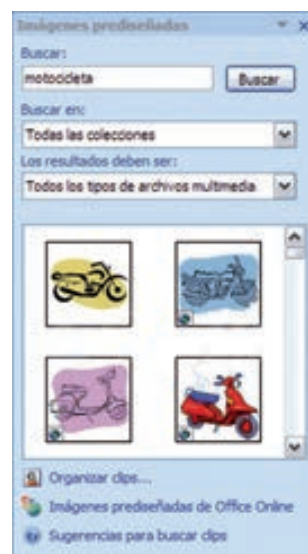 Imágenes prediseñadas
Buscar:
motocicleta
Buscar
Buscar en:
Todas las colecciones
Los resultados deben ser:
Todos los tipos de archivos multimedia
Organizar clips...
Imágenes prediseñadas de Office Online
Sugerencias para buscar clips